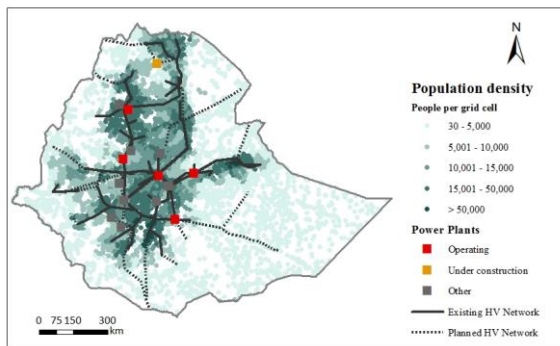 N
Population density
People per grid cell
30 - 5,000
5,001 - 10,000
10,001 - 15,000
15,001 - 50,000
> 50,000
Power Plants
Operating
Under construction
Other
Existing HV Network
Planned HV Network
0 75 150 300
km